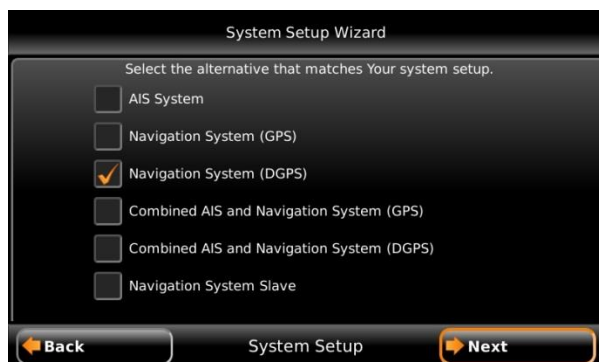 System Setup Wizard
Select the alternative that matches Your system setup.
AIS System
Navigation System (GPS)
Navigation System (DGPS)
Combined AIS and Navigation System (GPS)
Combined AIS and Navigation System (DGPS)
Navigation System Slave
Back System Setup Next